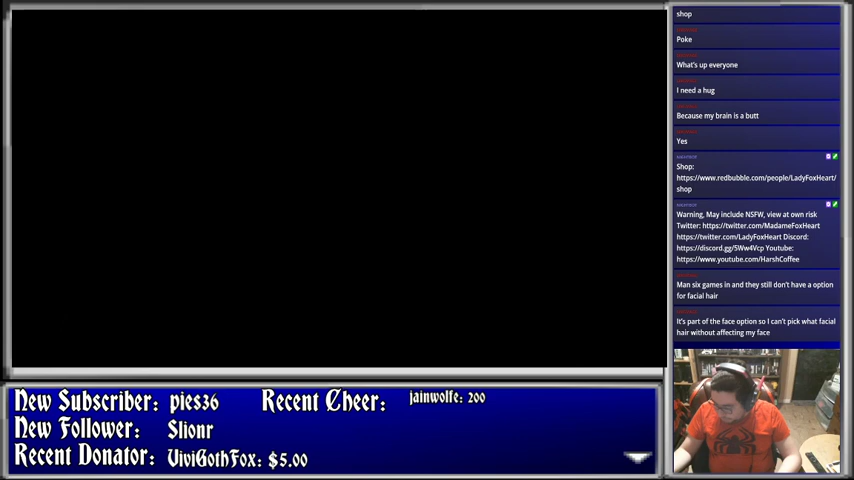 shop
Poke
What's up everyone
I need a hug
Because my brain is a butt
Yes
Shop:
https://www.redbubble.com/people/LadyFoxHeart/
shop
Warning, May include NSFW, view at own risk
Twitter: https://twitter.com/MadameFoxHeart
https://twitter.com/LadyFoxHeart Discord:
https://discord.gg/5Ww4Vcp Youtube:
https://www.youtube.com/HarshCoffee
Man six games in and they still don't have a option
for facial hair
It's part of the face option so I can't pick what facial
hair without affecting my face
New Subscriber: pies36
Recent Cheer: jainwolfe: 200
New Follower: Slionr
Recent Donator: ViviGothFox: $5.00